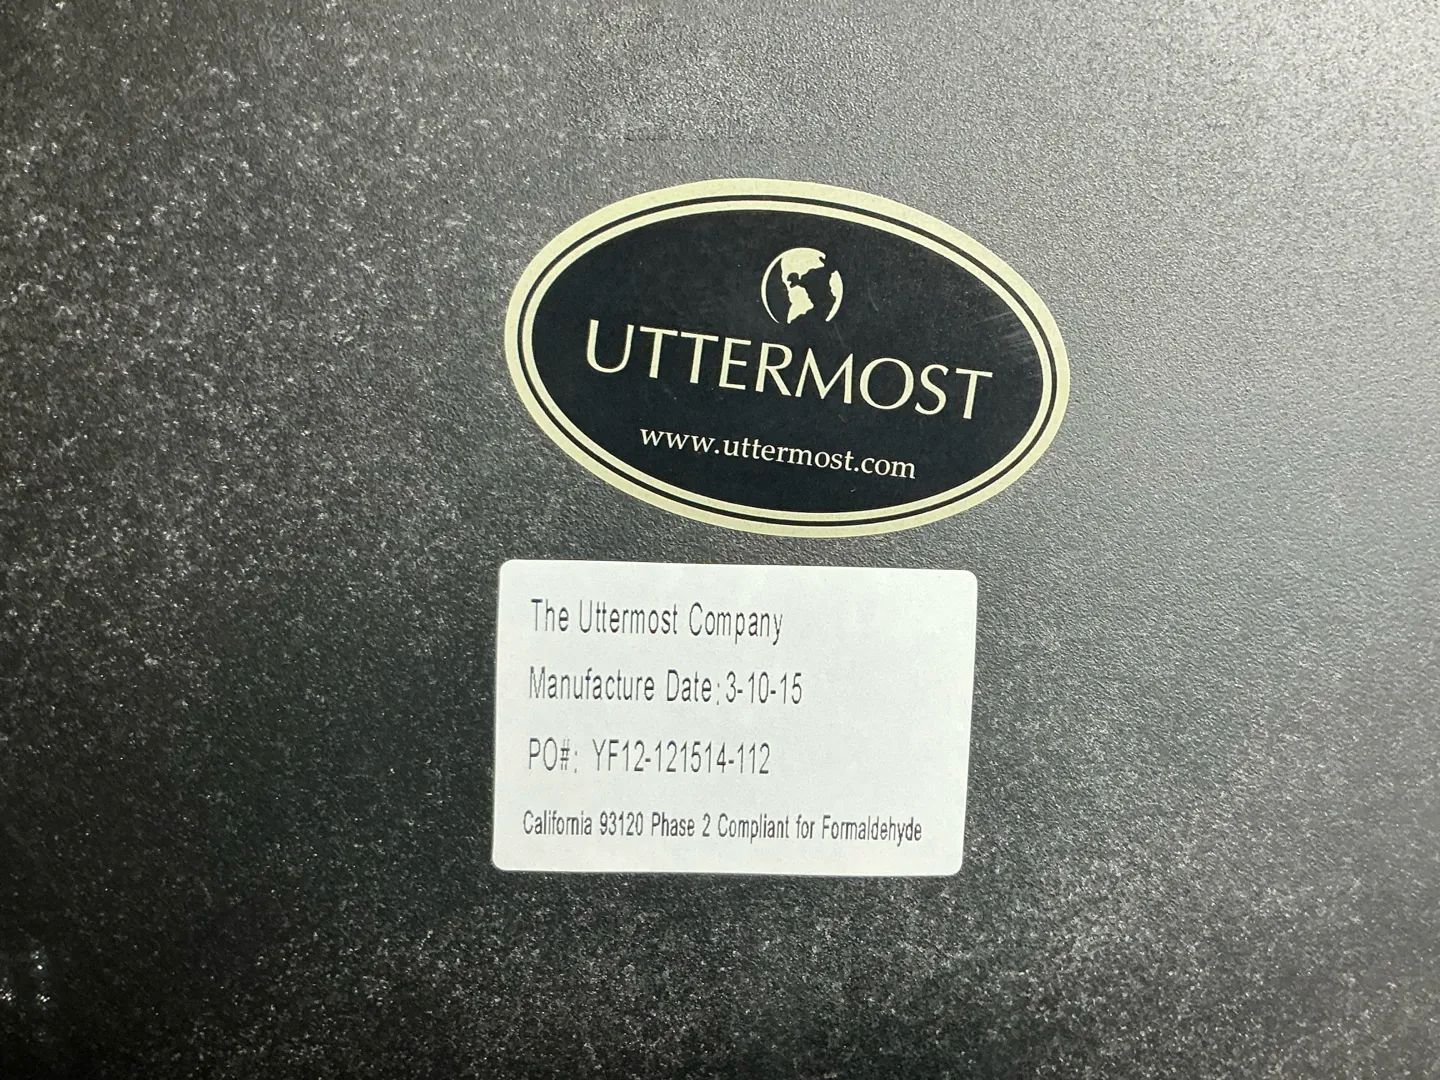 UTTERMOST
www.uttermost.com
The Uttermost Company
Manufacture Date: 3-10-15
PO#: YF12-121514-112
California 93120 Phase 2 Compliant for Formaldehyde